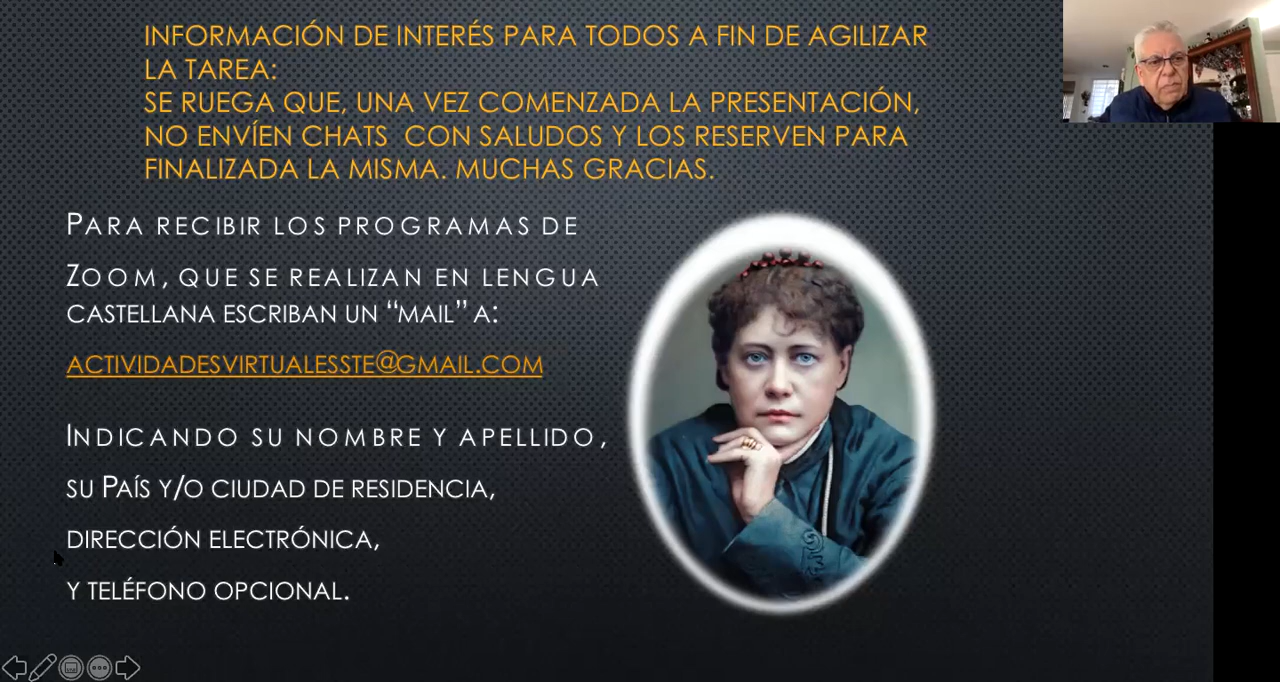 INFORMACIÓN DE INTERÉS PARA TODOS A FIN DE AGILIZAR
LA TAREA:
SE RUEGA QUE, UNA VEZ COMENZADA LA PRESENTACIÓN,
NO ENVÍEN CHATS CON SALUDOS Y LOS RESERVEN PARA
FINALIZADA LA MISMA. MUCHAS GRACIAS.
PARA RECIBIR LOS PROGRAMAS DE
ZOOM, QUE SE REALIZAN EN LENGUA
CASTELLANA ESCRIBAN UN “MAIL” A:
ACTIVIDADESVIRTUALESSTE@GMAIL.COM
INDICANDO SU NOMBRE Y APELLIDO,
SU PAÍS Y/O CIUDAD DE RESIDENCIA,
DIRECCIÓN ELECTRÓNICA,
Y TELÉFONO OPCIONAL.